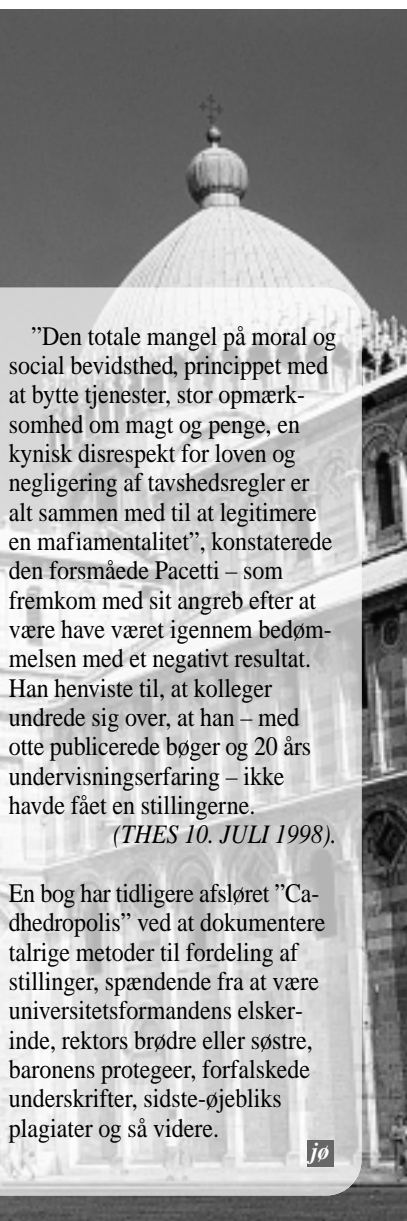 ”Den totale mangel på moral og
social bevidsthed, princippet med
at bytte tjenester, stor opmærk-
somhed om magt og penge, en
kynisk disrespekt for loven og
negligering af tavshedsregler er
alt sammen med til at legitimere
en mafiamentalitet”, konstaterede
den forsmåede Pacetti – som
fremkom med sit angreb efter at
være have været igennem bedøm-
melsen med et negativt resultat.
Han henviste til, at kolleger
undrede sig over, at han – med
otte publicerede bøger og 20 års
undervisningserfaring – ikke
havde fået en stillingerne.
(THES 10. JULI 1998).
En bog har tidligere afsløret ”Ca-
dhedropolis” ved at dokumentere
talrige metoder til fordeling af
stillinger, spændende fra at være
universitetsformandens elsker-
inde, rektors brødre eller søstre,
baronens protegeer, forfalskede
underskrifter, sidste-øjebliks
plagiater og så videre.
jø